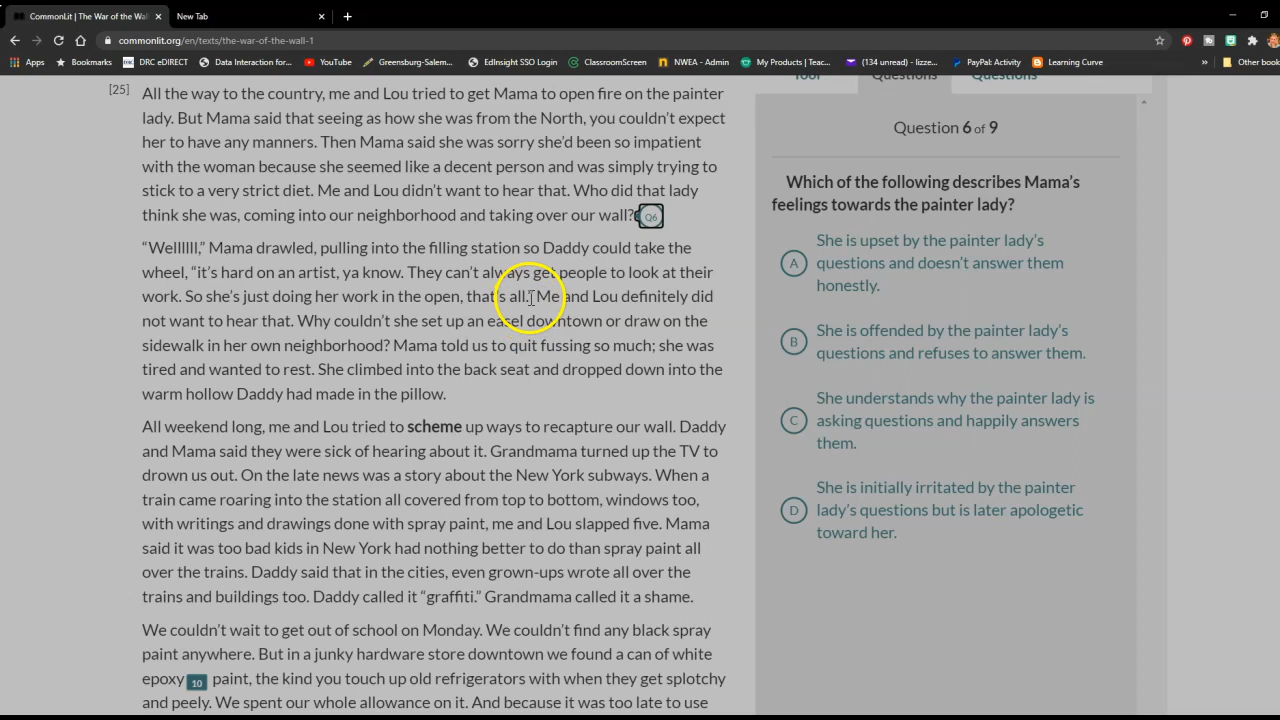 CommonLit | The War of the Wal
New Tab
commonlit.org/en/texts/the-war-of-the-wall-1
Apps
Bookmarks
DRC eDIRECT
Data Interaction for...
YouTube
Greensburg-Salem...
EdInsight SSO Login
ClassroomScreen
NWEA - Admin
My Products | Teac...
(134 unread) - lizze...
PayPal: Activity
Learning Curve
»
Other book
[25]
All the way to the country, me and Lou tried to get Mama to open fire on the painter
lady. But Mama said that seeing as how she was from the North, you couldn't expect
her to have any manners. Then Mama said she was sorry she'd been so impatient
with the woman because she seemed like a decent person and was simply trying to
stick to a very strict diet. Me and Lou didn't want to hear that. Who did that lady
think she was, coming into our neighborhood and taking over our wall?
Q6
“Wellllll,” Mama drawled, pulling into the filling station so Daddy could take the
wheel, “it's hard on an artist, ya know. They can't always get people to look at their
work. So she's just doing her work in the open, that's all.” Me and Lou definitely did
not want to hear that. Why couldn't she set up an easel downtown or draw on the
sidewalk in her own neighborhood? Mama told us to quit fussing so much; she was
tired and wanted to rest. She climbed into the back seat and dropped down into the
warm hollow Daddy had made in the pillow.
All weekend long, me and Lou tried to scheme up ways to recapture our wall. Daddy
and Mama said they were sick of hearing about it. Grandmama turned up the TV to
drown us out. On the late news was a story about the New York subways. When a
train came roaring into the station all covered from top to bottom, windows too,
with writings and drawings done with spray paint, me and Lou slapped five. Mama
said it was too bad kids in New York had nothing better to do than spray paint all
over the trains. Daddy said that in the cities, even grown-ups wrote all over the
trains and buildings too. Daddy called it “graffiti.” Grandmama called it a shame.
We couldn't wait to get out of school on Monday. We couldn't find any black spray
paint anywhere. But in a junky hardware store downtown we found a can of white
epoxy 10 paint, the kind you touch up old refrigerators with when they get splotchy
and peely. We spent our whole allowance on it. And because it was too late to use
Tool
Questions
Questions
Question 6 of 9
Which of the following describes Mama's
feelings towards the painter lady?
A
She is upset by the painter lady's
questions and doesn't answer them
honestly.
B
She is offended by the painter lady's
questions and refuses to answer them.
C
She understands why the painter lady is
asking questions and happily answers
them.
D
She is initially irritated by the painter
lady's questions but is later apologetic
toward her.